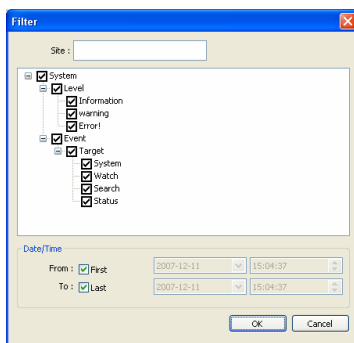 Filter
Site :
System
Level
Information
warning
Error!
Event
Target
System
Watch
Search
Status
Date/Time
From : First 2007-12-11 15:04:37
To : Last 2007-12-11 15:04:37
OK Cancel